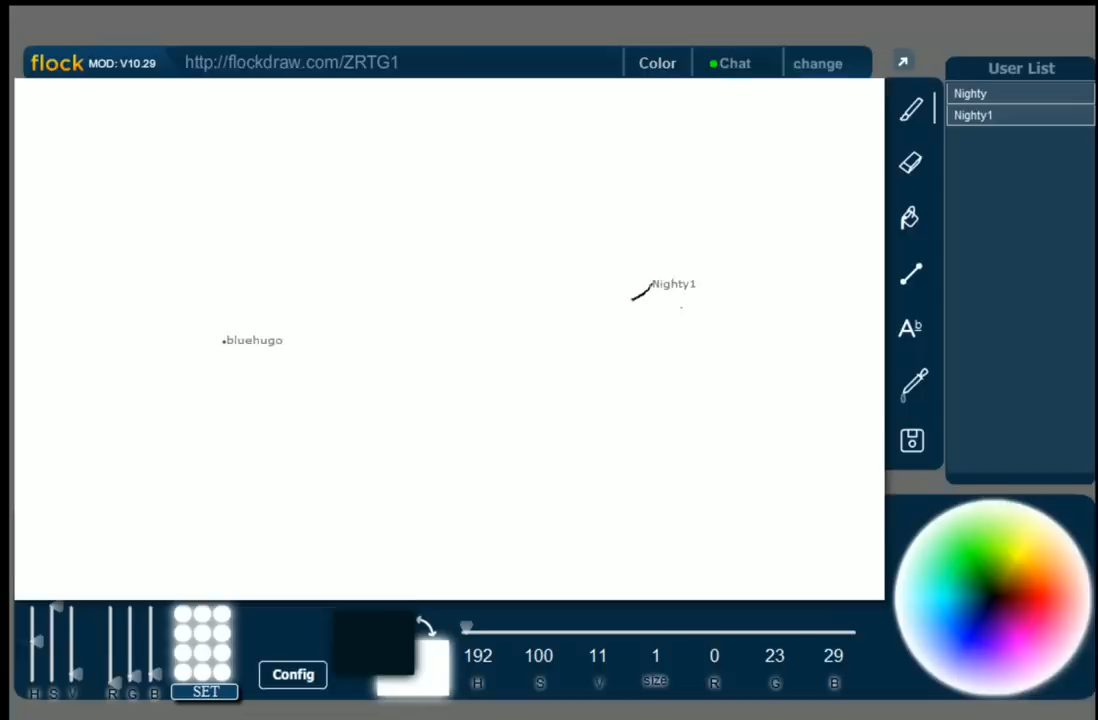 flock MOD: V10.29 http://flockdraw.com/ZRTG1 Color Chat change
User List
Nighty
Nighty1
Nighty1
bluehugo
Ab
192 100 11 1 0 23 29
H S V R G B SET Config H S V size R G B